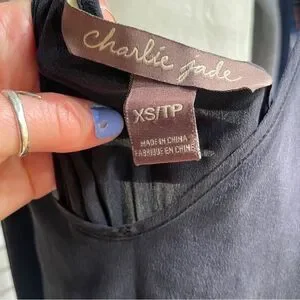 charlie jade
XS/TP
MADE IN CHINA
FABRIQUÉ EN CHINE